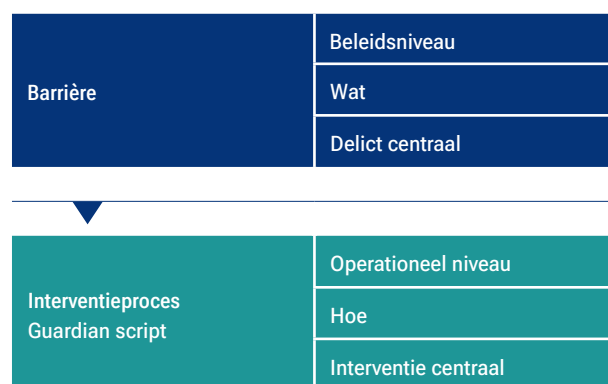 Barrière
Beleidsniveau
Wat
Delict centraal
Interventieproces
Guardian script
Operationeel niveau
Hoe
Interventie centraal